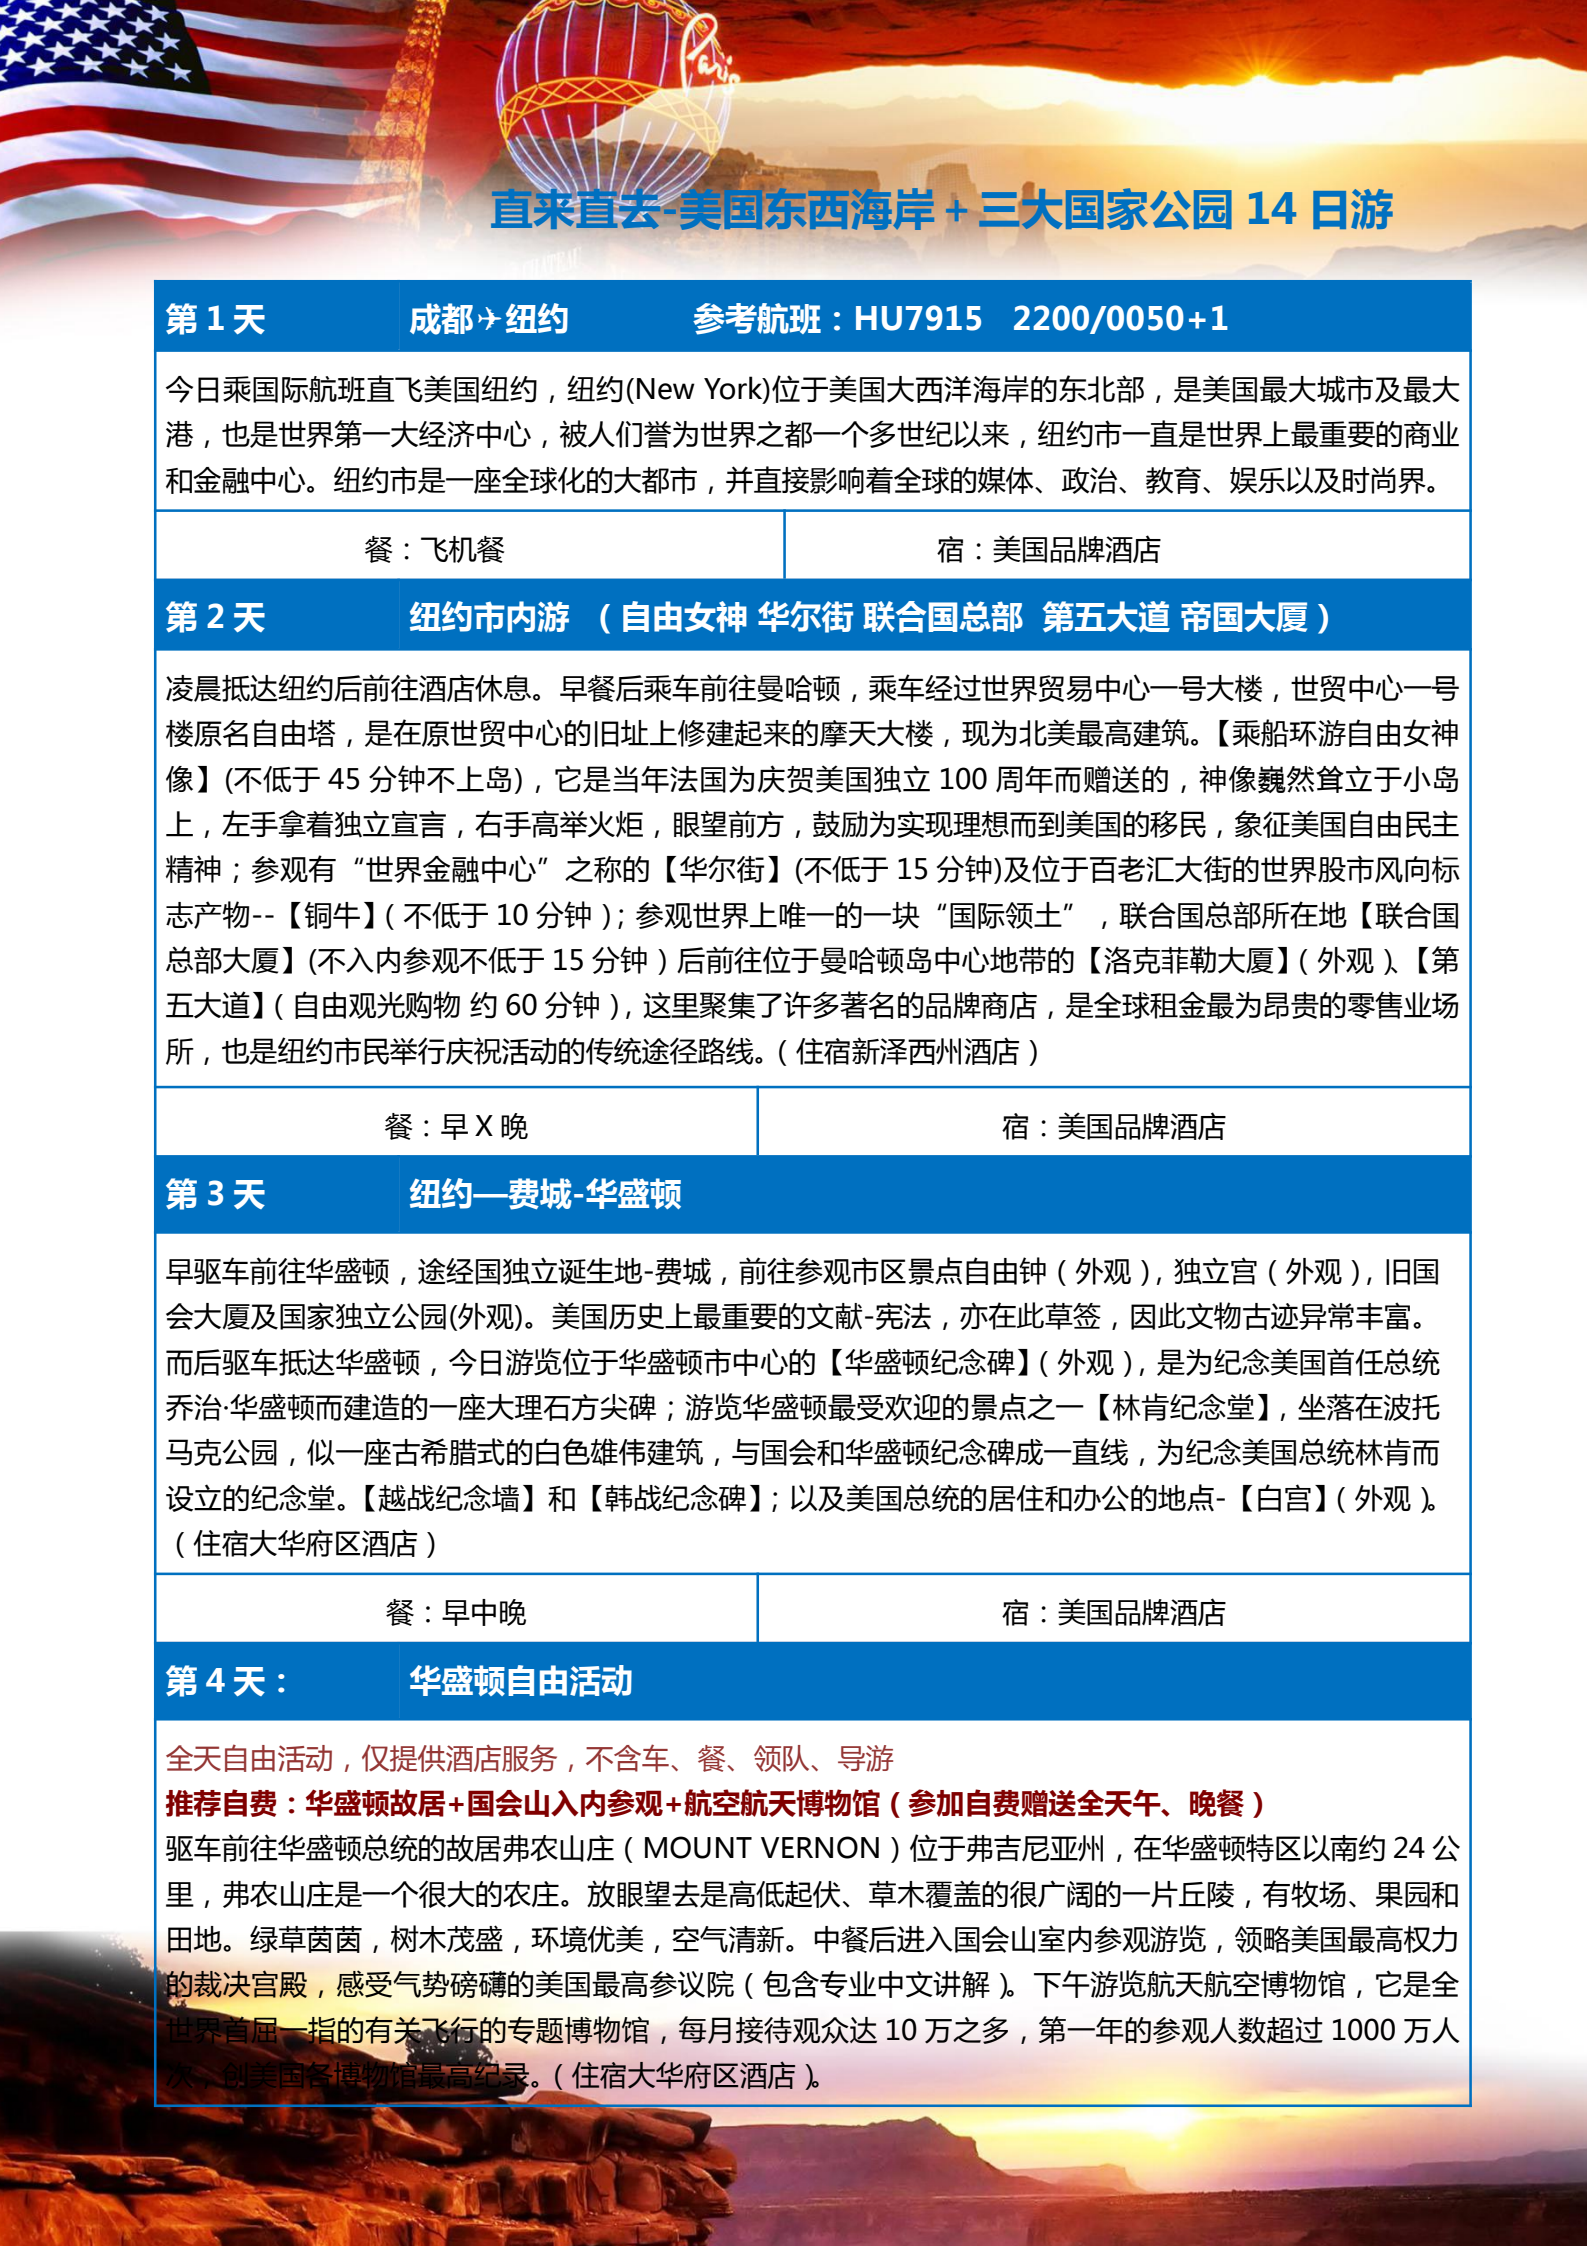 Paris
直来直去-美国东西海岸+三大国家公园 14 日游
第 1 天 成都✈纽约 参考航班：HU7915 2200/0050+1
今日乘国际航班直飞美国纽约，纽约(New York)位于美国大西洋海岸的东北部，是美国最大城市及最大
港，也是世界第一大经济中心，被人们誉为世界之都一个多世纪以来，纽约市一直是世界上最重要的商业
和金融中心。纽约市是一座全球化的大都市，并直接影响着全球的媒体、政治、教育、娱乐以及时尚界。
餐：飞机餐 宿：美国品牌酒店
第 2 天 纽约市内游 （自由女神 华尔街 联合国总部 第五大道 帝国大厦）
凌晨抵达纽约后前往酒店休息。早餐后乘车前往曼哈顿，乘车经过世界贸易中心一号大楼，世贸中心一号
楼原名自由塔，是在原世贸中心的旧址上修建起来的摩天大楼，现为北美最高建筑。【乘船环游自由女神
像】(不低于 45 分钟不上岛)，它是当年法国为庆贺美国独立 100 周年而赠送的，神像巍然耸立于小岛
上，左手拿着独立宣言，右手高举火炬，眼望前方，鼓励为实现理想而到美国的移民，象征美国自由民主
精神；参观有“世界金融中心”之称的【华尔街】(不低于 15 分钟)及位于百老汇大街的世界股市风向标
志产物--【铜牛】（不低于 10 分钟）；参观世界上唯一的一块“国际领土”，联合国总部所在地【联合国
总部大厦】(不入内参观不低于 15 分钟）后前往位于曼哈顿岛中心地带的【洛克菲勒大厦】（外观）、【第
五大道】（自由观光购物 约 60 分钟），这里聚集了许多著名的品牌商店，是全球租金最为昂贵的零售业场
所，也是纽约市民举行庆祝活动的传统途径路线。（住宿新泽西州酒店）
餐：早 X 晚 宿：美国品牌酒店
第 3 天 纽约—费城-华盛顿
早驱车前往华盛顿，途经国独立诞生地-费城，前往参观市区景点自由钟（外观），独立宫（外观），旧国
会大厦及国家独立公园(外观)。美国历史上最重要的文献-宪法，亦在此草签，因此文物古迹异常丰富。
而后驱车抵达华盛顿，今日游览位于华盛顿市中心的【华盛顿纪念碑】（外观），是为纪念美国首任总统
乔治·华盛顿而建造的一座大理石方尖碑；游览华盛顿最受欢迎的景点之一【林肯纪念堂】，坐落在波托
马克公园，似一座古希腊式的白色雄伟建筑，与国会和华盛顿纪念碑成一直线，为纪念美国总统林肯而
设立的纪念堂。【越战纪念墙】和【韩战纪念碑】；以及美国总统的居住和办公的地点-【白宫】（外观）。
（住宿大华府区酒店）
餐：早中晚 宿：美国品牌酒店
第 4 天： 华盛顿自由活动
全天自由活动，仅提供酒店服务，不含车、餐、领队、导游
推荐自费：华盛顿故居+国会山入内参观+航空航天博物馆（参加自费赠送全天午、晚餐）
驱车前往华盛顿总统的故居弗农山庄（MOUNT VERNON）位于弗吉尼亚州，在华盛顿特区以南约 24 公
里，弗农山庄是一个很大的农庄。放眼望去是高低起伏、草木覆盖的很广阔的一片丘陵，有牧场、果园和
田地。绿草茵茵，树木茂盛，环境优美，空气清新。中餐后进入国会山室内参观游览，领略美国最高权力
的裁决宫殿，感受气势磅礴的美国最高参议院（包含专业中文讲解）。下午游览航天航空博物馆，它是全
世界首屈一指的有关飞行的专题博物馆，每月接待观众达 10 万之多，第一年的参观人数超过 1000 万人
次，创美国各博物馆最高纪录。（住宿大华府区酒店）。